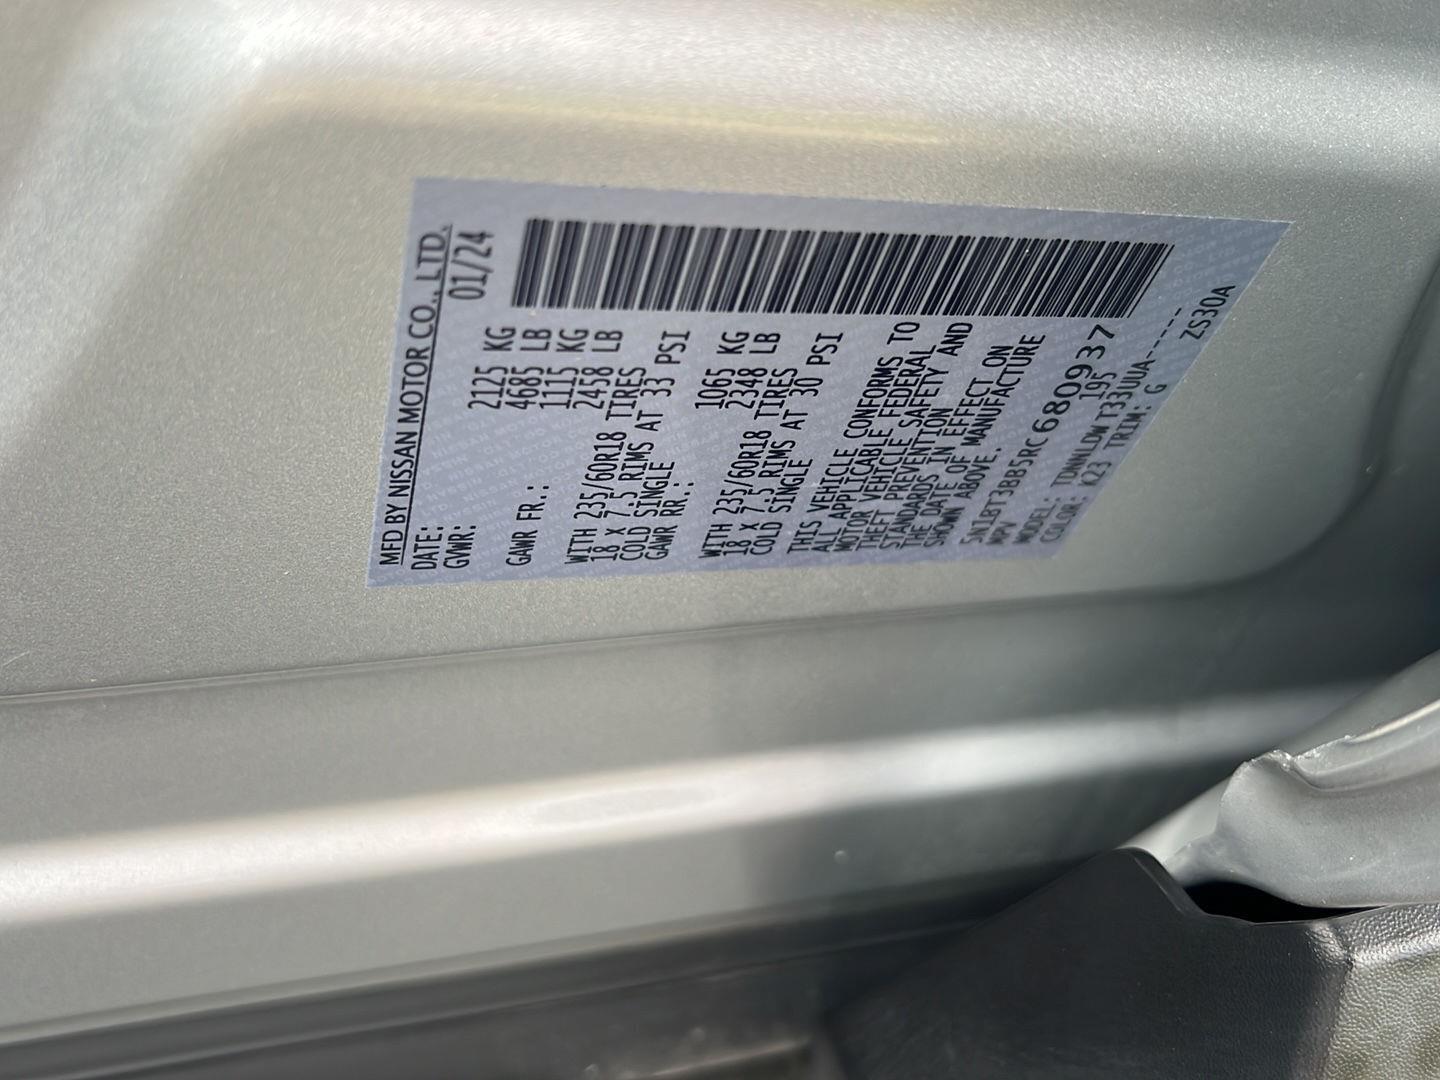 MFD BY NISSAN MOTOR CO., LTD.
DATE: 01/24
GVWR: 2125 KG
4685 LB
GAWR FR.: 1115 KG
2458 LB
WITH 235/60R18 TIRES
18 X 7.5 RIMS AT 33 PSI
COLD SINGLE
GAWR RR.: 1065 KG
2348 LB
WITH 235/60R18 TIRES
18 X 7.5 RIMS AT 30 PSI
COLD SINGLE
THIS VEHICLE CONFORMS TO
ALL APPLICABLE FEDERAL
MOTOR VEHICLE SAFETY AND
THEFT PREVENTION
STANDARDS IN EFFECT ON
THE DATE OF MANUFACTURE
SHOWN ABOVE.
5N1BT3BB5RC680937
MPV 195
MODEL: TDNNLDWT33UUA-----
COLOR: K23 TRIM: G
ZS30A